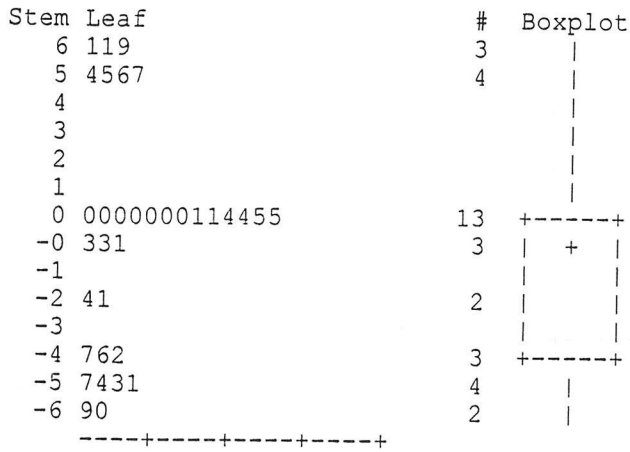 Stem Leaf                     #  Boxplot
   6 119                      3     |
   5 4567                     4     |
   4                                |
   3                                |
   2                                |
   1                                |
   0 0000000114455           13  +-----+
  -0 331                      3  |  +  |
  -1                             |     |
  -2 41                       2  |     |
  -3                             |     |
  -4 762                      3  +-----+
  -5 7431                     4     |
  -6 90                       2     |
     ----+----+----+----+